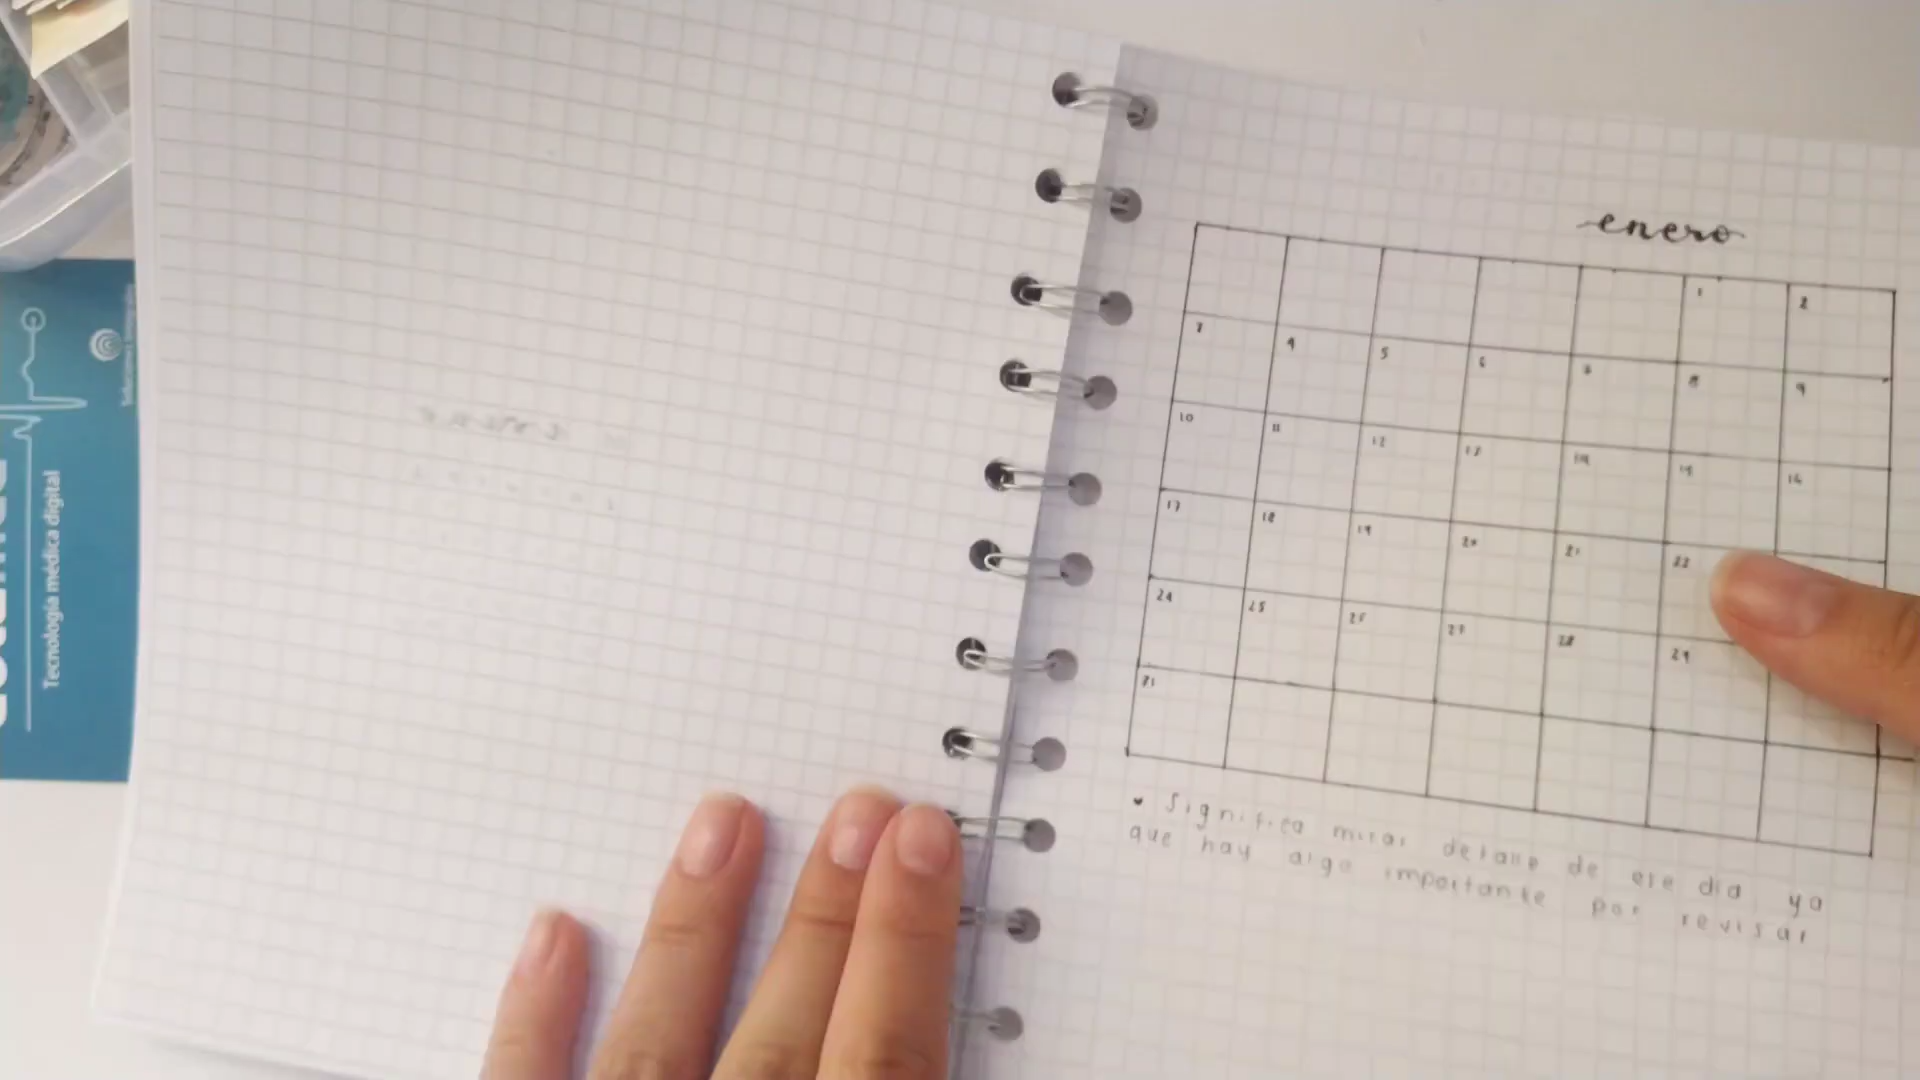 enero
1 2
3 4 5 6 7 8 9
10 11 12 13 14 15 16
17 18 19 20 21 22
24 25 27 28 29
31
♥ Significa mirar detalle de ese dia ya
que hay algo importante por revisar
Tecnología médica digital